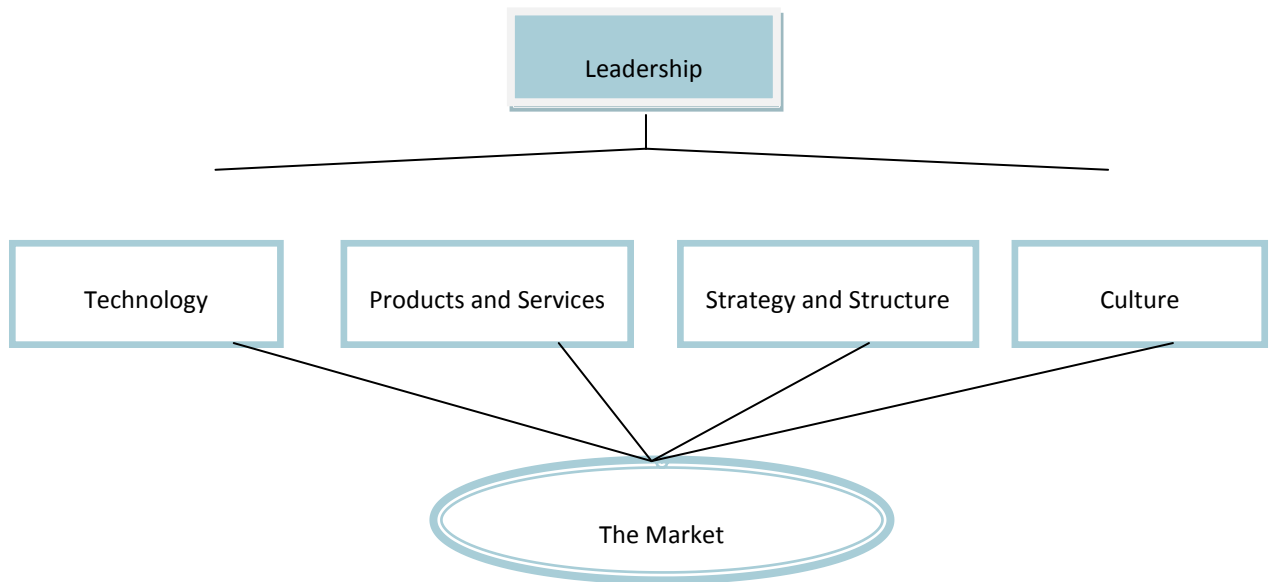 Leadership
Technology
Products and Services
Strategy and Structure
Culture
The Market